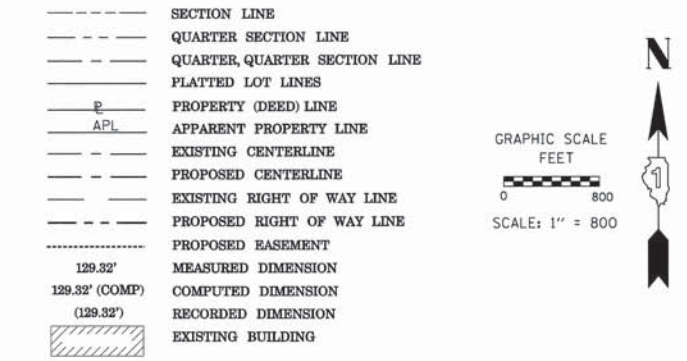 SECTION LINE
QUARTER SECTION LINE
QUARTER, QUARTER SECTION LINE
PLATTED LOT LINES
PL PROPERTY (DEED) LINE
APL APPARENT PROPERTY LINE
EXISTING CENTERLINE
PROPOSED CENTERLINE
EXISTING RIGHT OF WAY LINE
PROPOSED RIGHT OF WAY LINE
PROPOSED EASEMENT
129.32' MEASURED DIMENSION
129.32' (COMP) COMPUTED DIMENSION
(129.32') RECORDED DIMENSION
EXISTING BUILDING
N
GRAPHIC SCALE
FEET
0 800
SCALE: 1" = 800
1